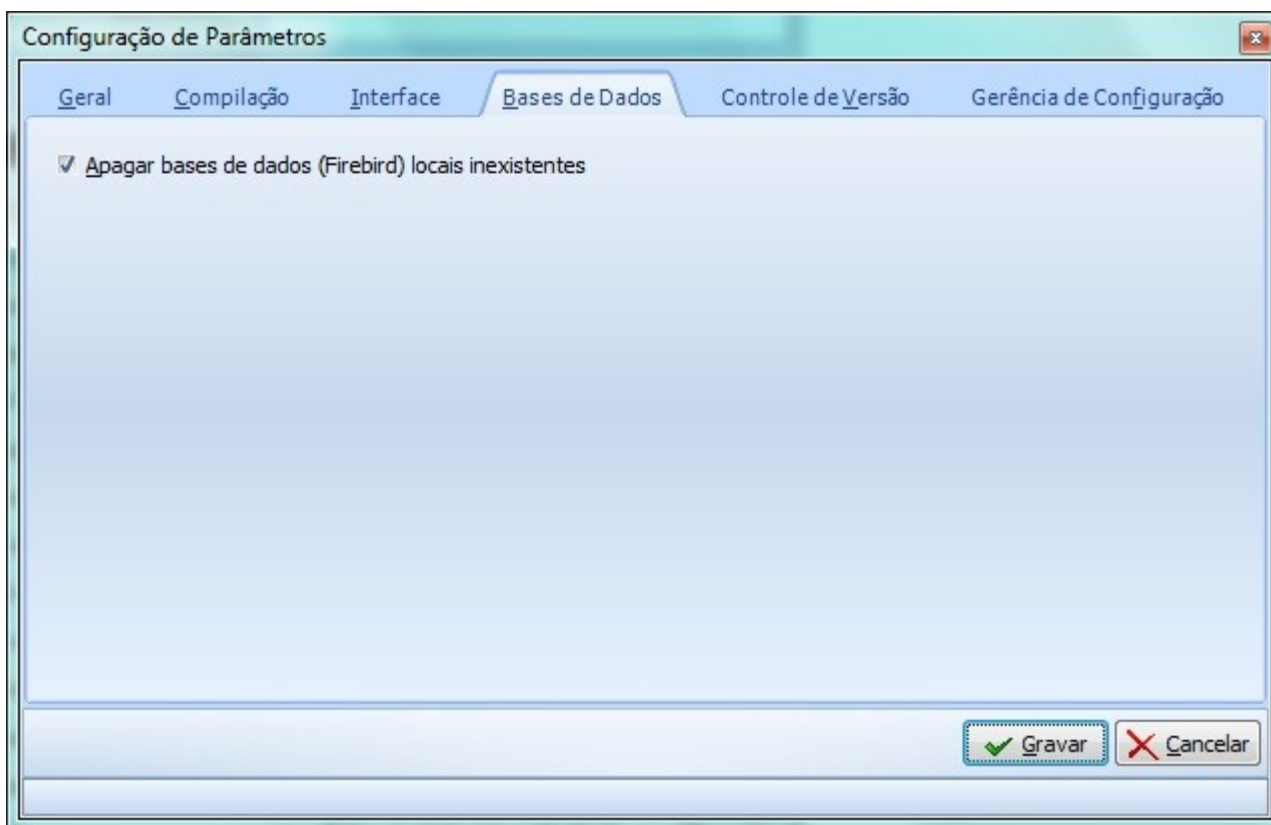 Configuração de Parâmetros
Geral Compilação Interface Bases de Dados Controle de Versão Gerência de Configuração
Apagar bases de dados (Firebird) locais inexistentes
Gravar Cancelar